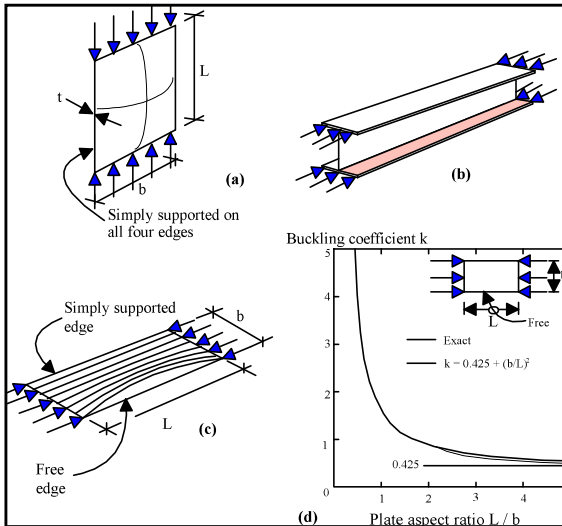 L
t
b
(a)
Simply supported on
all four edges
(b)
Simply supported
edge
b
L
(c)
Free
edge
Buckling coefficient k
5
4
3
2
1
0
L
Free
Exact
k = 0.425 + (b/L)²
0.425
1 2 3 4
Plate aspect ratio L / b
(d)